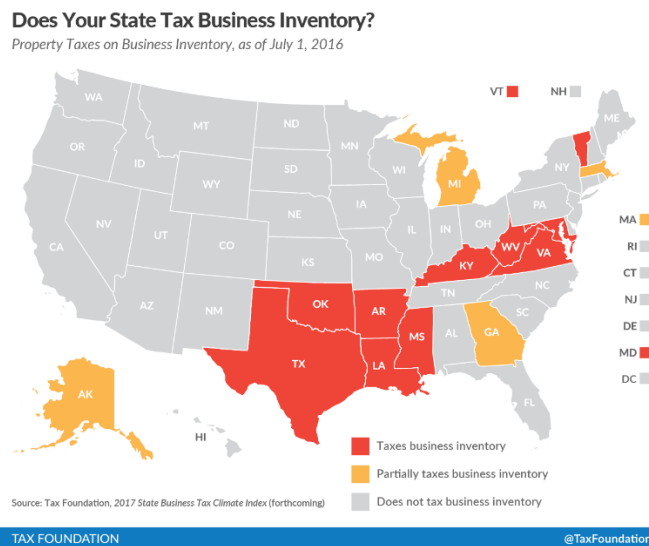 Does Your State Tax Business Inventory?
Property Taxes on Business Inventory, as of July 1, 2016
VT
NH
WA
MT
ND
MN
ME
OR
ID
SD
WI
NY
WY
MI
IA
PA
NE
NV
OH
IL
IN
MA
UT
CO
CA
WV
VA
RI
KS
MO
KY
CT
NC
TN
NJ
AZ
NM
OK
AR
SC
DE
MS
AL
GA
MD
TX
LA
DC
AK
FL
HI
Taxes business inventory
Partially taxes business inventory
Does not tax business inventory
Source: Tax Foundation, 2017 State Business Tax Climate Index (forthcoming)
TAX FOUNDATION
@TaxFoundation